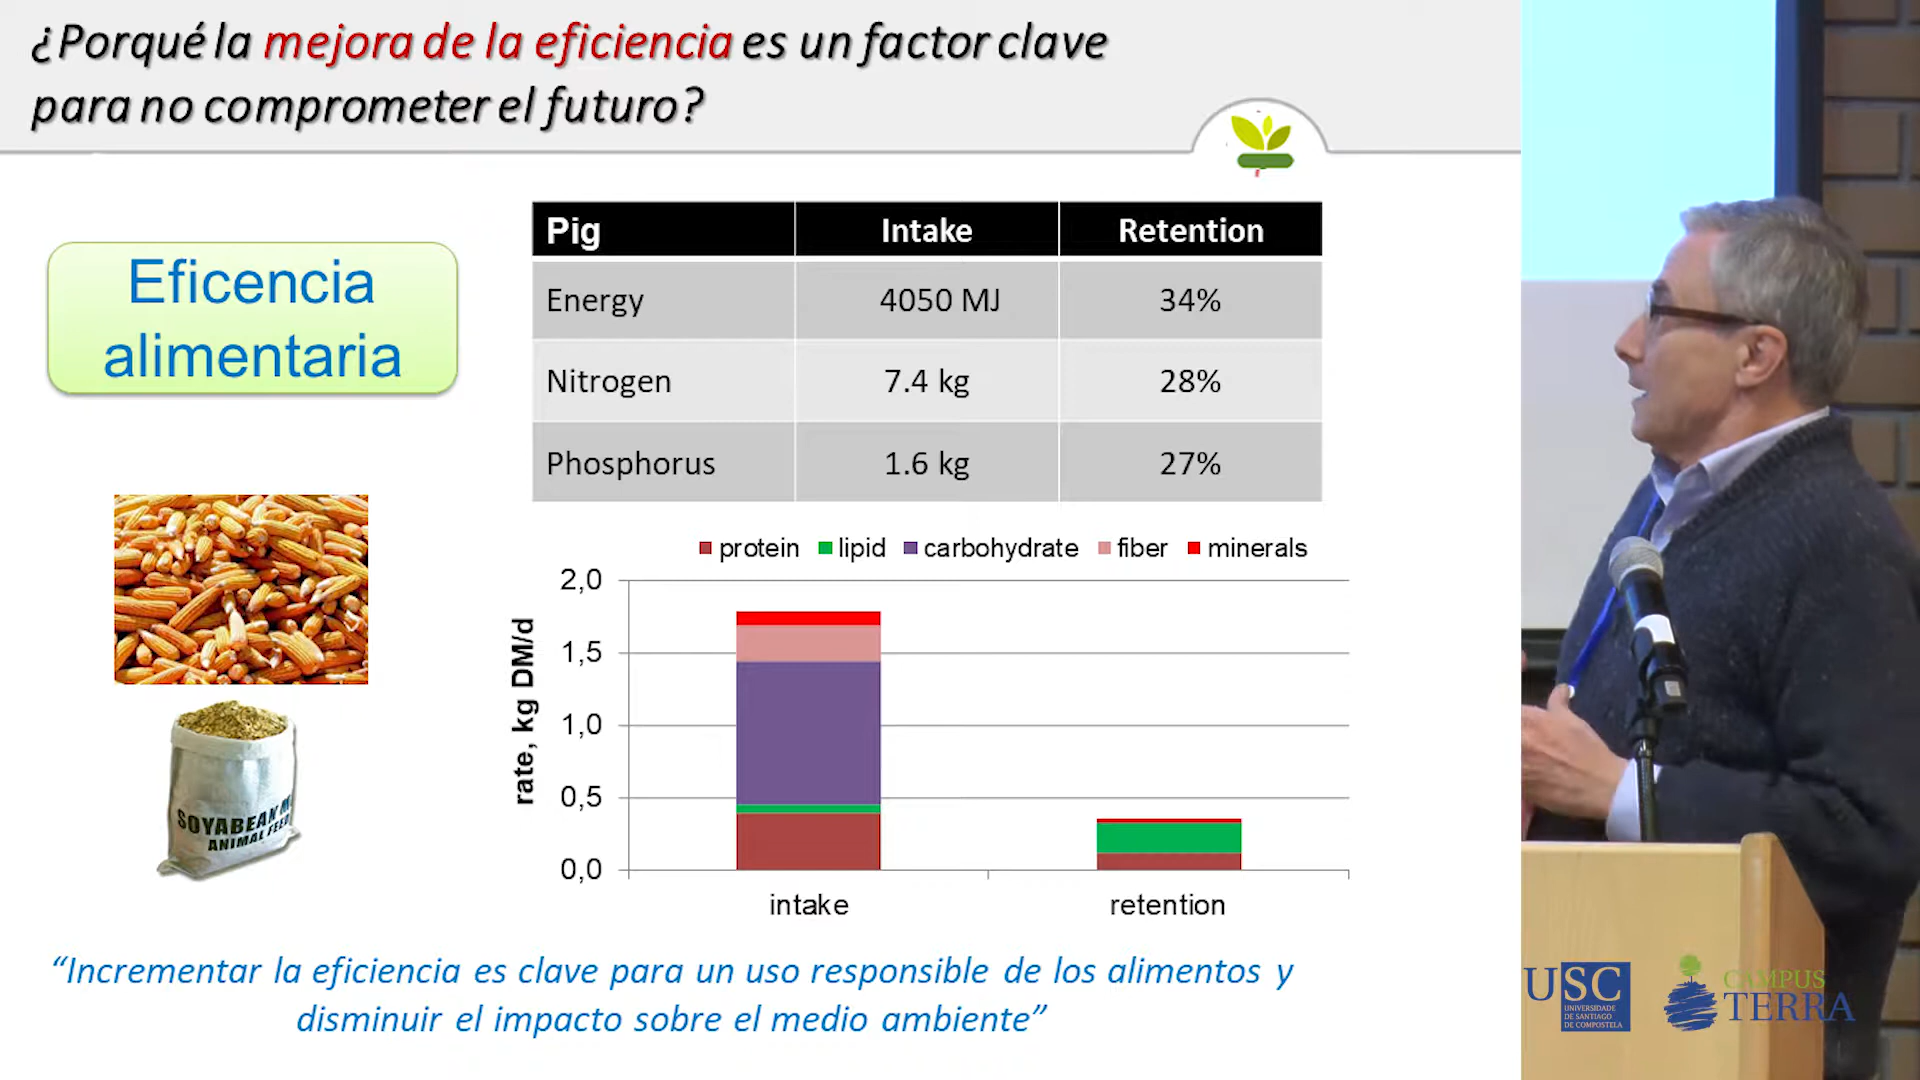 ¿Porqué la mejora de la eficiencia es un factor clave
para no comprometer el futuro?
Eficencia
alimentaria
Pig Intake Retention
Energy 4050 MJ 34%
Nitrogen 7.4 kg 28%
Phosphorus 1.6 kg 27%
protein lipid carbohydrate fiber minerals
rate, kg DM/d
2,0
1,5
1,0
0,5
0,0
intake retention
SOYABEAN
ANIMAL FEED
“Incrementar la eficiencia es clave para un uso responsible de los alimentos y
disminuir el impacto sobre el medio ambiente”
USC
UNIVERSIDADE
DE SANTIAGO
DE COMPOSTELA
CAMPUS
TERRA